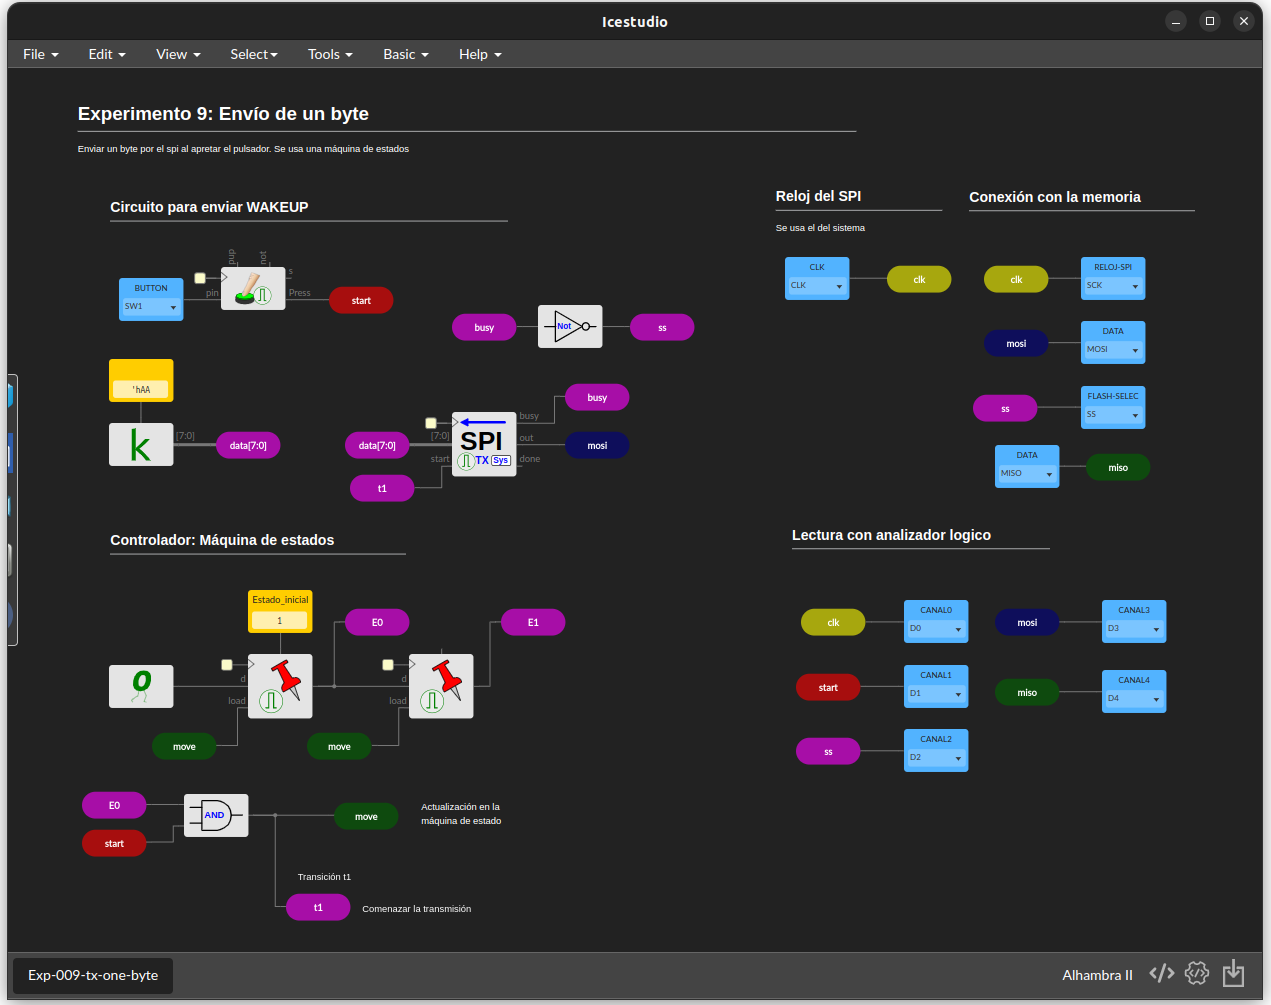 Icestudio
File Edit View Select Tools Basic Help
Experimento 9: Envío de un byte
Enviar un byte por el spi al apretar el pulsador. Se usa una máquina de estados
Circuito para enviar WAKEUP
BUTTON
SW1
pup
not
s
pin
Press
start
busy
Not
ss
'hAA
k
[7:0]
data[7:0]
data[7:0]
[7:0]
start
t1
SPI
TX Sys
busy
out
done
busy
mosi
Reloj del SPI
Se usa el del sistema
CLK
CLK
clk
Conexión con la memoria
clk
RELOJ-SPI
SCK
mosi
DATA
MOSI
ss
FLASH-SELEC
SS
DATA
MISO
miso
Controlador: Máquina de estados
Estado_inicial
1
E0
E1
0
d
load
d
load
move
move
E0
start
AND
move
Actualización en la
máquina de estado
Transición t1
t1
Comenazar la transmisión
Lectura con analizador logico
clk
CANAL0
D0
mosi
CANAL3
D3
start
CANAL1
D1
miso
CANAL4
D4
ss
CANAL2
D2
Exp-009-tx-one-byte
Alhambra II